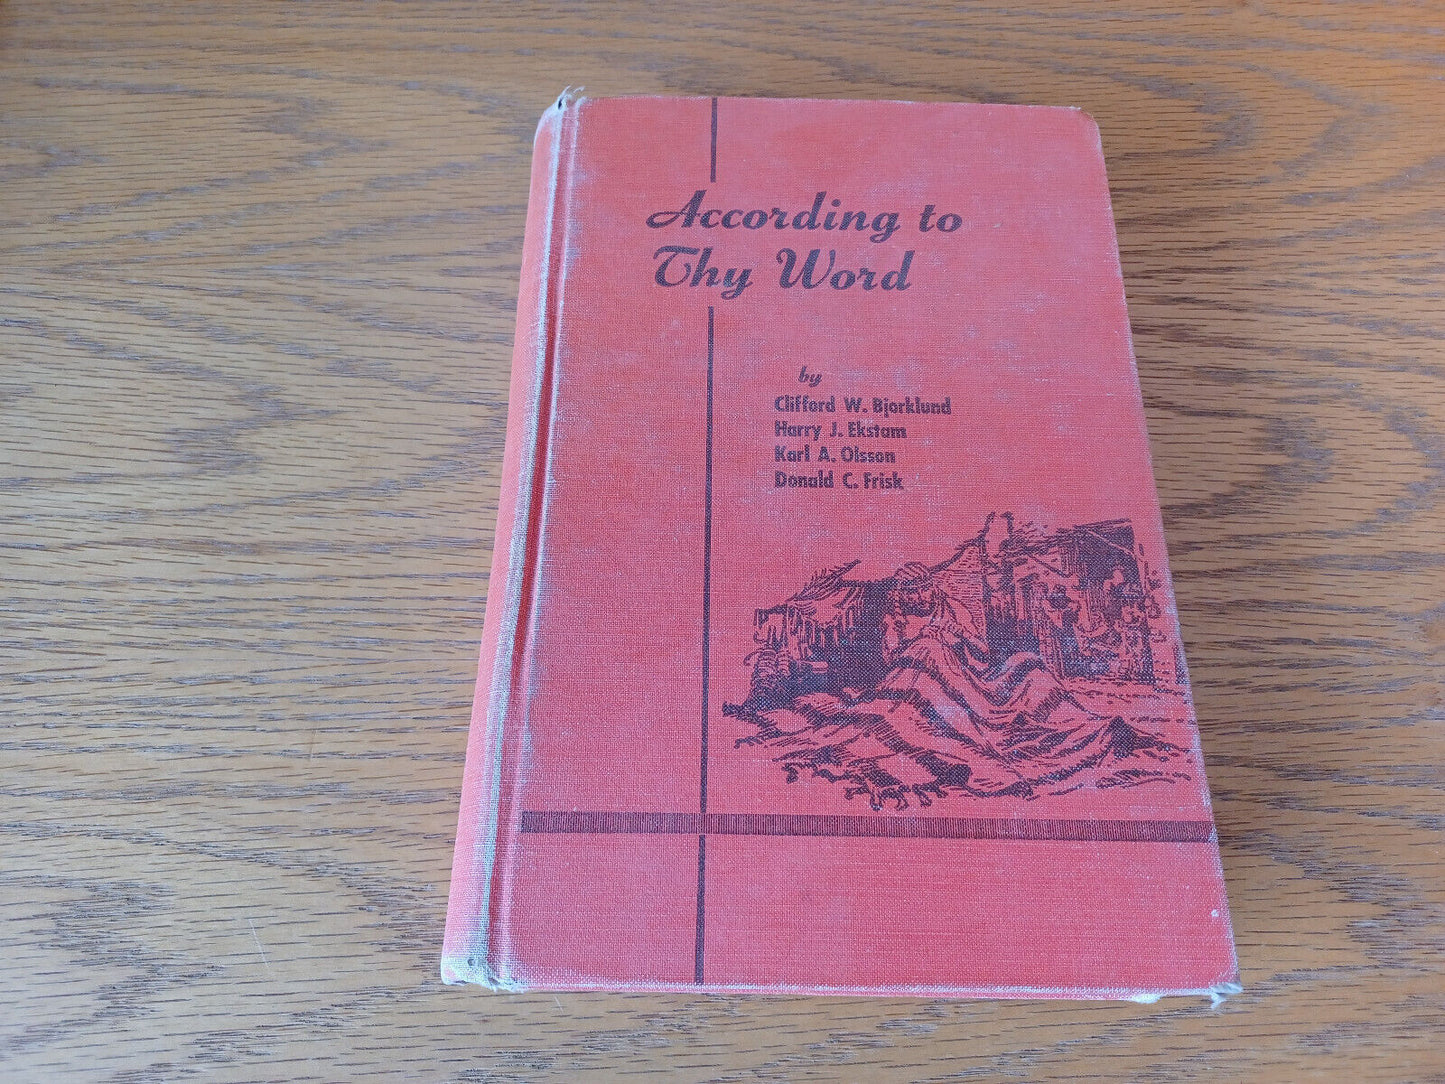 According to
Thy Word
by
Clifford W. Bjorklund
Harry J. Ekstam
Karl A. Olsson
Donald C. Frisk